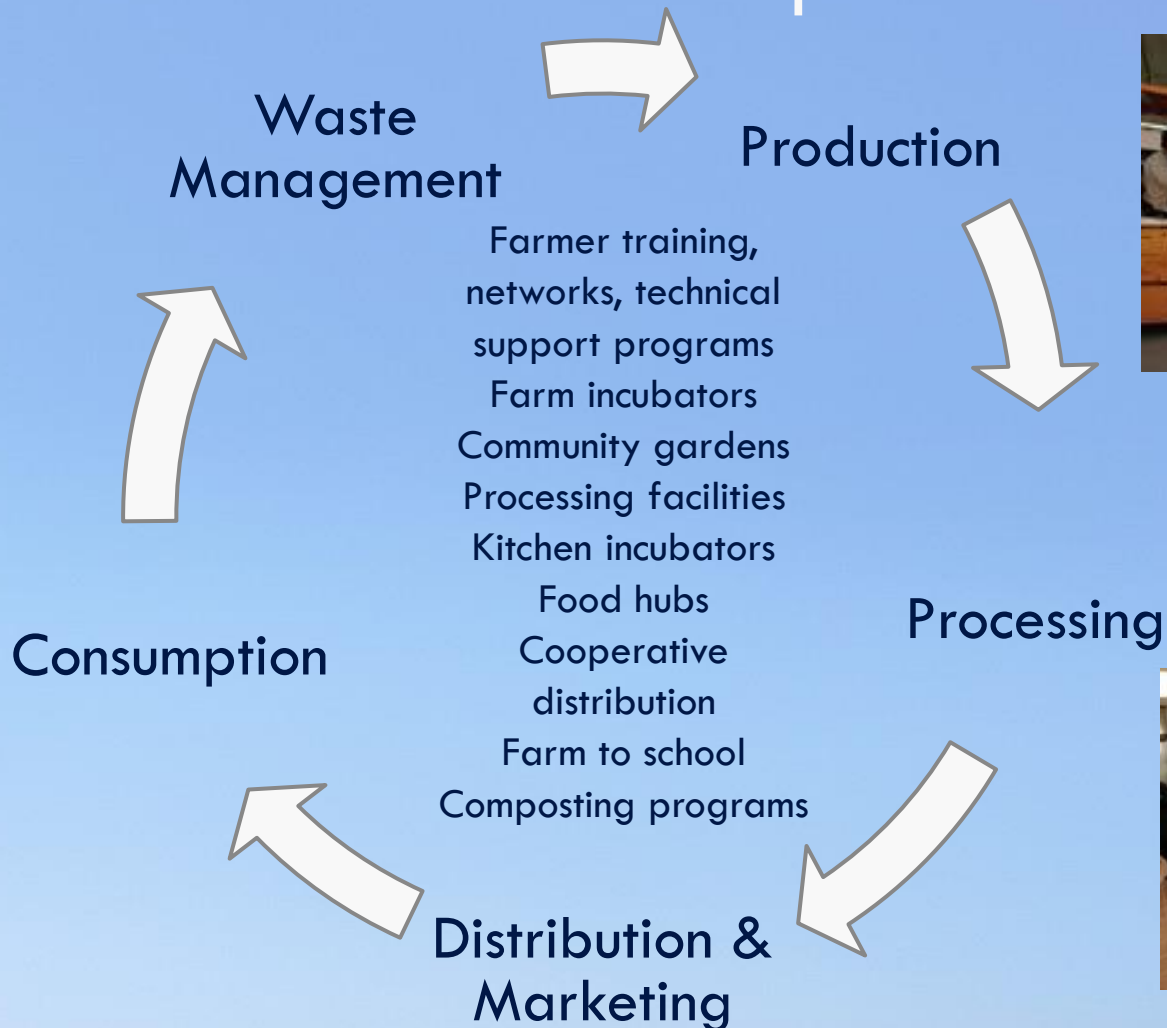 Waste
Management
Production
Farmer training,
networks, technical
support programs
Farm incubators
Community gardens
Processing facilities
Kitchen incubators
Food hubs
Cooperative
distribution
Farm to school
Composting programs
Processing
Consumption
Distribution &
Marketing